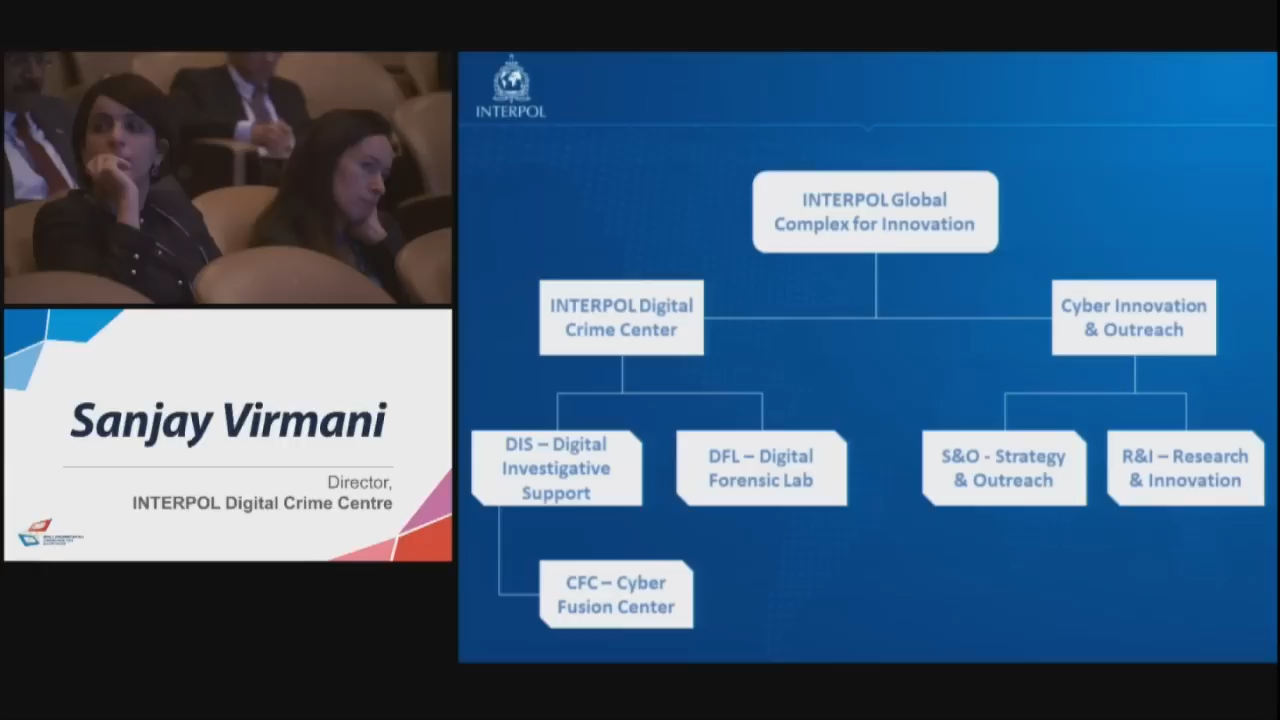 INTERPOL
INTERPOL Global
Complex for Innovation
INTERPOL Digital
Crime Center
Cyber Innovation
& Outreach
DIS – Digital
Investigative
Support
DFL – Digital
Forensic Lab
S&O - Strategy
& Outreach
R&I – Research
& Innovation
CFC – Cyber
Fusion Center
Sanjay Virmani
Director,
INTERPOL Digital Crime Centre